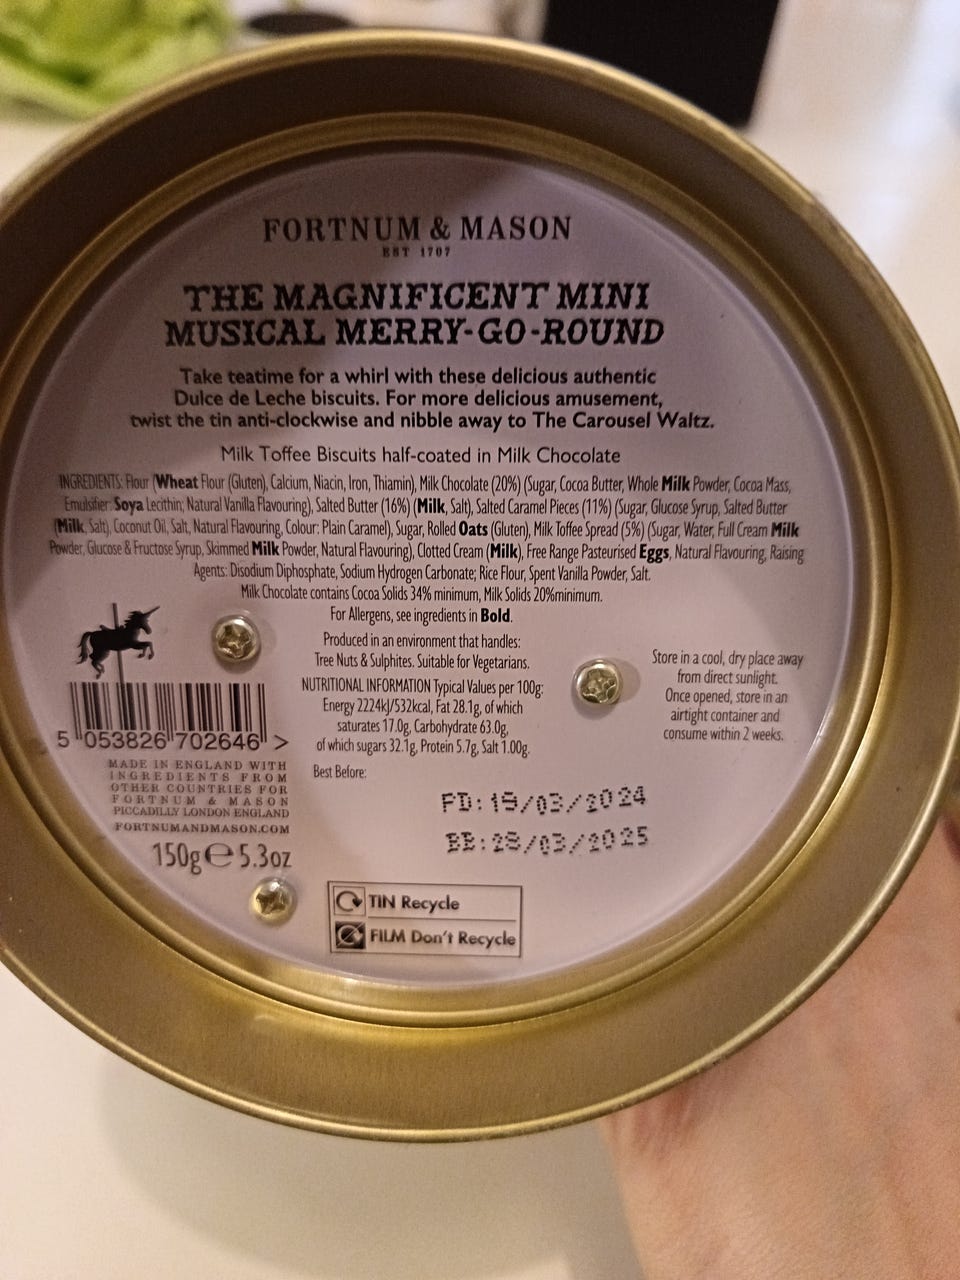 FORTNUM & MASON
EST 1707
THE MAGNIFICENT MINI
MUSICAL MERRY-GO-ROUND
Take teatime for a whirl with these delicious authentic
Dulce de Leche biscuits. For more delicious amusement,
twist the tin anti-clockwise and nibble away to The Carousel Waltz.
Milk Toffee Biscuits half-coated in Milk Chocolate
INGREDIENTS: Flour (Wheat Flour (Gluten), Calcium, Niacin, Iron, Thiamin), Milk Chocolate (20%) (Sugar, Cocoa Butter, Whole Milk Powder, Cocoa Mass,
Emulsifier: Soya Lecithin; Natural Vanilla Flavouring), Salted Butter (16%) (Milk, Salt), Salted Caramel Pieces (11%) (Sugar, Glucose Syrup, Salted Butter
(Milk, Salt), Coconut Oil, Salt, Natural Flavouring, Colour: Plain Caramel), Sugar, Rolled Oats (Gluten), Milk Toffee Spread (5%) (Sugar, Water, Full Cream Milk
Powder, Glucose & Fructose Syrup, Skimmed Milk Powder, Natural Flavouring), Clotted Cream (Milk), Free Range Pasteurised Eggs, Natural Flavouring, Raising
Agents: Disodium Diphosphate, Sodium Hydrogen Carbonate; Rice Flour, Spent Vanilla Powder, Salt.
Milk Chocolate contains Cocoa Solids 34% minimum, Milk Solids 20%minimum.
For Allergens, see ingredients in Bold.
Produced in an environment that handles:
Tree Nuts & Sulphites. Suitable for Vegetarians.
NUTRITIONAL INFORMATION Typical Values per 100g:
Energy 2224kJ/532kcal, Fat 28.1g, of which
saturates 17.0g, Carbohydrate 63.0g,
of which sugars 32.1g, Protein 5.7g, Salt 1.00g.
Best Before:
PD: 19/03/2024
BE: 28/03/2025
Store in a cool, dry place away
from direct sunlight.
Once opened, store in an
airtight container and
consume within 2 weeks.
5 053826 702646 >
MADE IN ENGLAND WITH
INGREDIENTS FROM
OTHER COUNTRIES FOR
FORTNUM & MASON
PICCADILLY LONDON ENGLAND
FORTNUMANDMASON.COM
150g e 5.3oz
TIN Recycle
FILM Don't Recycle